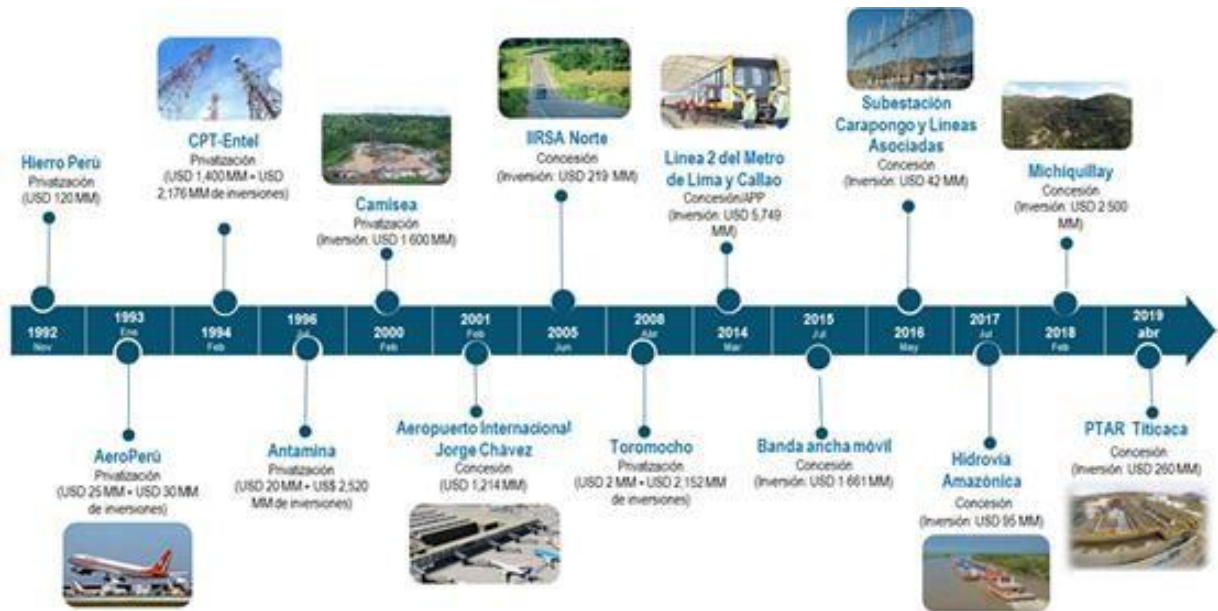 Hierro Perú
Privatización
(USD 120 MM)
CPT-Entel
Privatización
(USD 1,400 MM + USD
2,176 MM de inversiones)
Camisea
Privatización
(Inversión: USD 1 600 MM)
IIRSA Norte
Concesión
(Inversión: USD 219 MM)
Línea 2 del Metro
de Lima y Callao
Concesión/APP
(Inversión: USD 5,749
MM)
Subestación
Carapongo y Líneas
Asociadas
Concesión
(Inversión: USD 42 MM)
Michiquillay
Concesión
(Inversión: USD 2 500
MM)
1992
Nov
1993
Ene
1994
Feb
1996
Jul
2000
Feb
2001
Feb
2005
Jun
2008
Abr
2014
Mar
2015
Jul
2016
May
2017
Jul
2018
Feb
2019
abr
AeroPerú
Privatización
(USD 25 MM + USD 30 MM
de inversiones)
Antamina
Privatización
(USD 20 MM + US$ 2,520
MM de inversiones)
Aeropuerto Internacional
Jorge Chávez
Concesión
(USD 1,214 MM)
Toromocho
Privatización
(USD 2 MM + USD 2,152 MM
de inversiones)
Banda ancha móvil
Concesión
(Inversión: USD 1 661 MM)
Hidrovía
Amazónica
Concesión
(Inversión: USD 95 MM)
PTAR Titicaca
Concesión
(Inversión: USD 260 MM)